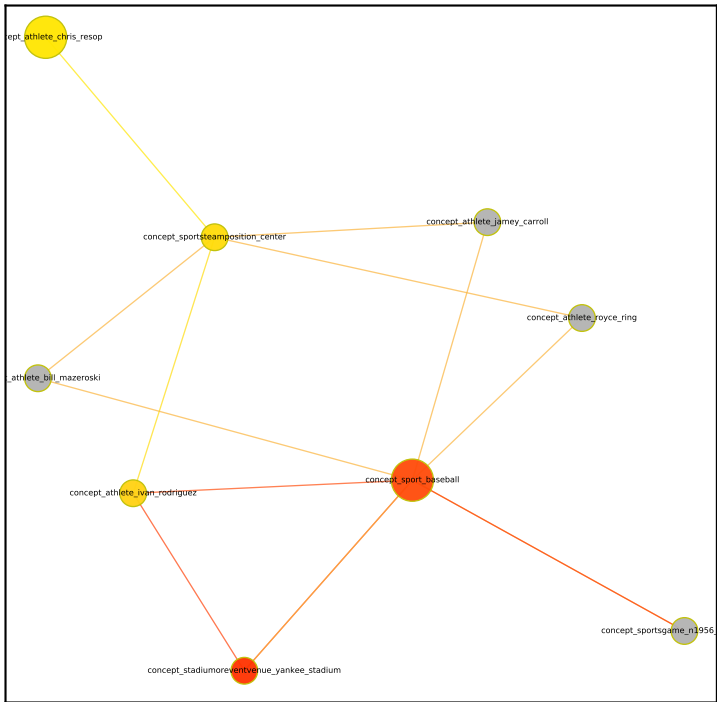 ept_athlete_chris_resop
concept_athlete_jamey_carroll
concept_sportsteamposition_center
concept_athlete_royce_ring
_athlete_bill_mazeroski
concept_sport_baseball
concept_athlete_ivan_rodriguez
concept_sportsgame_n1956_
concept_stadiumoreventvenue_yankee_stadium